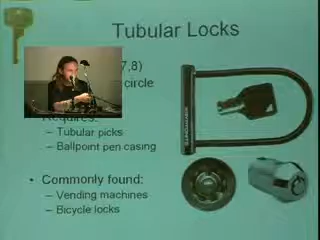 Tubular Locks
7,8)
circle
Requires:
– Tubular picks
– Ballpoint pen casing
• Commonly found:
– Vending machines
– Bicycle locks